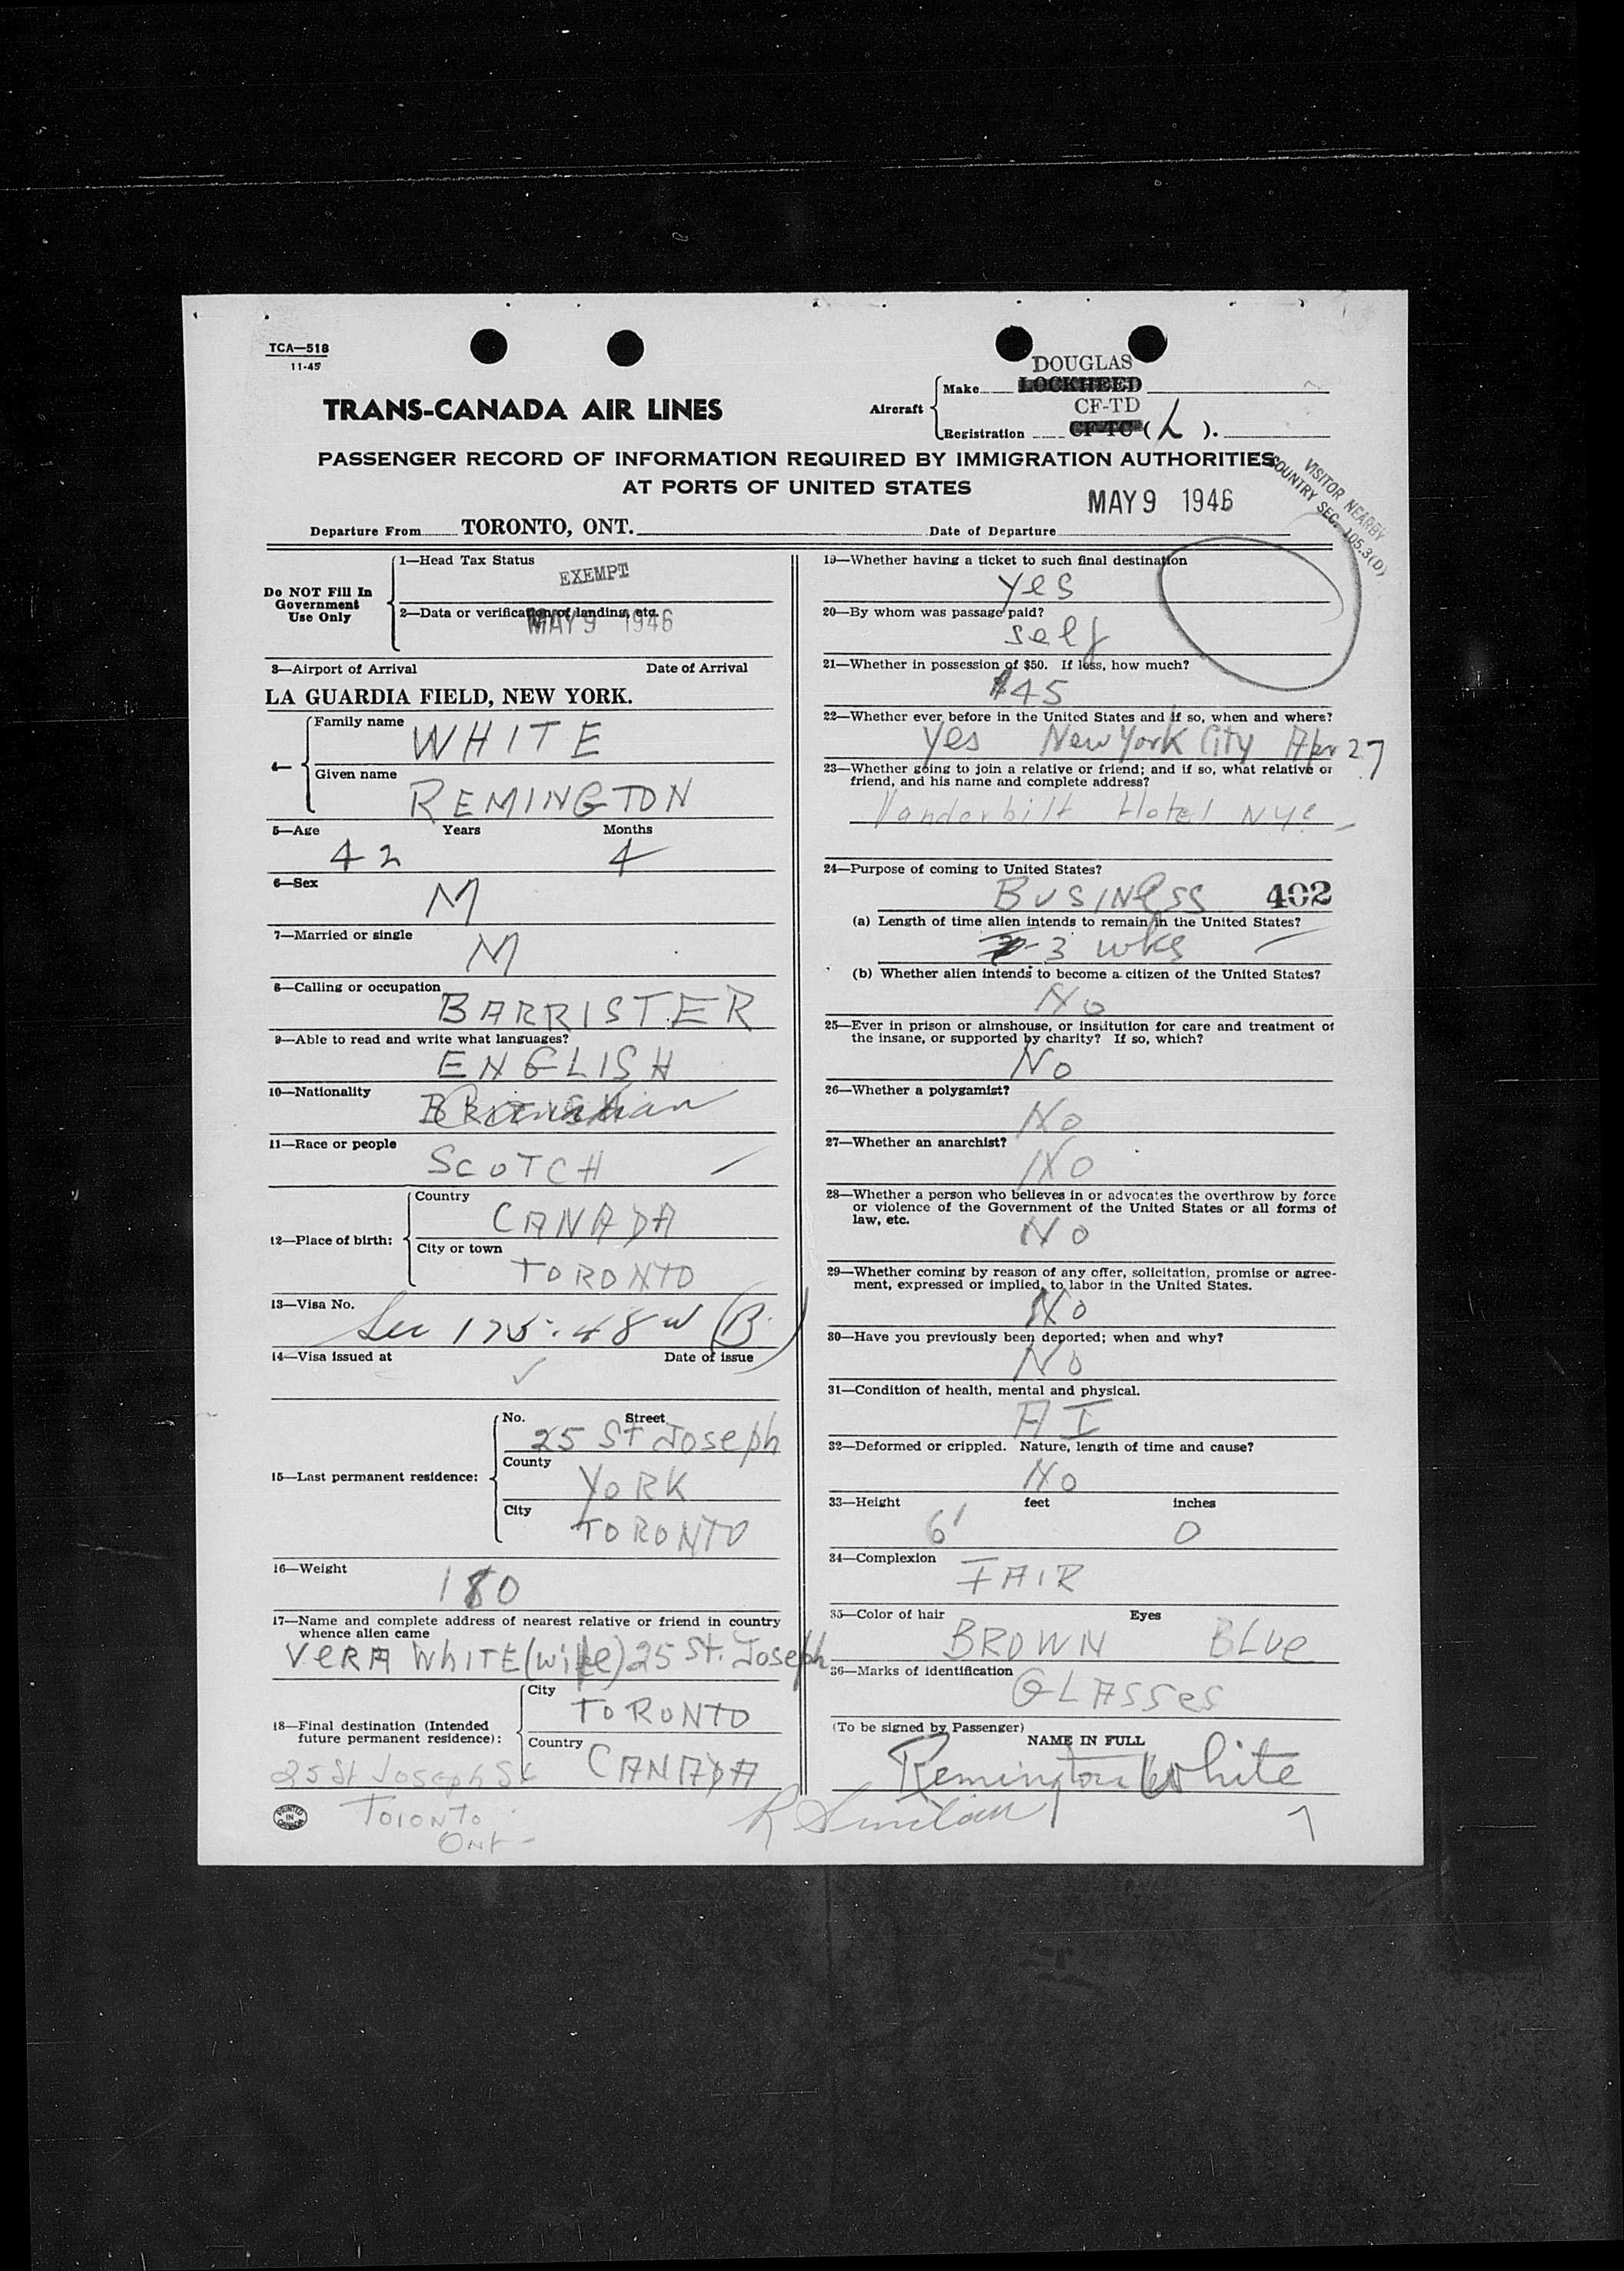 TCA—518
11-45
TRANS-CANADA AIR LINES
Aircraft
DOUGLAS
Make LOCKHEED
CF-TD
Registration CF-TC (L).
PASSENGER RECORD OF INFORMATION REQUIRED BY IMMIGRATION AUTHORITIES
AT PORTS OF UNITED STATES
VISITOR NEARBY
COUNTRY SEC. 105.3(D)
MAY 9 1946
Departure From TORONTO, ONT. Date of Departure
Do NOT Fill In
Government
Use Only
1—Head Tax Status
EXEMPT
2—Data or verification of landing, etc.
MAY 9 1946
3—Airport of Arrival Date of Arrival
LA GUARDIA FIELD, NEW YORK.
4—
Family name WHITE
Given name
REMINGTON
5—Age Years Months
42 4
6—Sex
M
7—Married or single
M
8—Calling or occupation
BARRISTER
9—Able to read and write what languages?
ENGLISH
10—Nationality
BRITISH Canadian
11—Race or people
SCOTCH
12—Place of birth:
Country
CANADA
City or town
TORONTO
13—Visa No.
Sec 175.48 (B)
14—Visa issued at Date of issue
15—Last permanent residence:
No. Street
25 St Joseph
County
YORK
City
TORONTO
16—Weight
180
17—Name and complete address of nearest relative or friend in country
whence alien came
VeRA WhITE (wife) 25 St. Joseph
18—Final destination (Intended
future permanent residence):
City
TORONTO
Country
CANADA
25 St Joseph St
Toronto
Ont -
PRINTED
IN
CANADA
19—Whether having a ticket to such final destination
yes
20—By whom was passage paid?
self
21—Whether in possession of $50. If less, how much?
$45
22—Whether ever before in the United States and if so, when and where?
yes New York City Apr 27
23—Whether going to join a relative or friend; and if so, what relative or
friend, and his name and complete address?
Vanderbilt Hotel NYC
24—Purpose of coming to United States?
BUSINess 402
(a) Length of time alien intends to remain in the United States?
3 wks
(b) Whether alien intends to become a citizen of the United States?
No
25—Ever in prison or almshouse, or institution for care and treatment of
the insane, or supported by charity? If so, which?
No
26—Whether a polygamist?
No
27—Whether an anarchist?
No
28—Whether a person who believes in or advocates the overthrow by force
or violence of the Government of the United States or all forms of
law, etc.
No
29—Whether coming by reason of any offer, solicitation, promise or agree-
ment, expressed or implied, to labor in the United States.
No
30—Have you previously been deported; when and why?
No
31—Condition of health, mental and physical.
A I
32—Deformed or crippled. Nature, length of time and cause?
No
33—Height feet inches
6' 0
34—Complexion
FAIR
35—Color of hair Eyes
BROWN BLUe
36—Marks of identification
GLASSes
(To be signed by Passenger)
NAME IN FULL
Remington White
R Sinclair